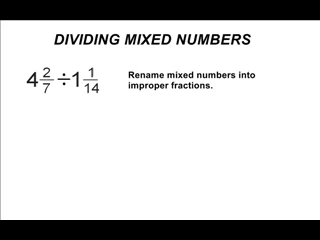 DIVIDING MIXED NUMBERS
4 2/7 ÷ 1 1/14
Rename mixed numbers into
improper fractions.